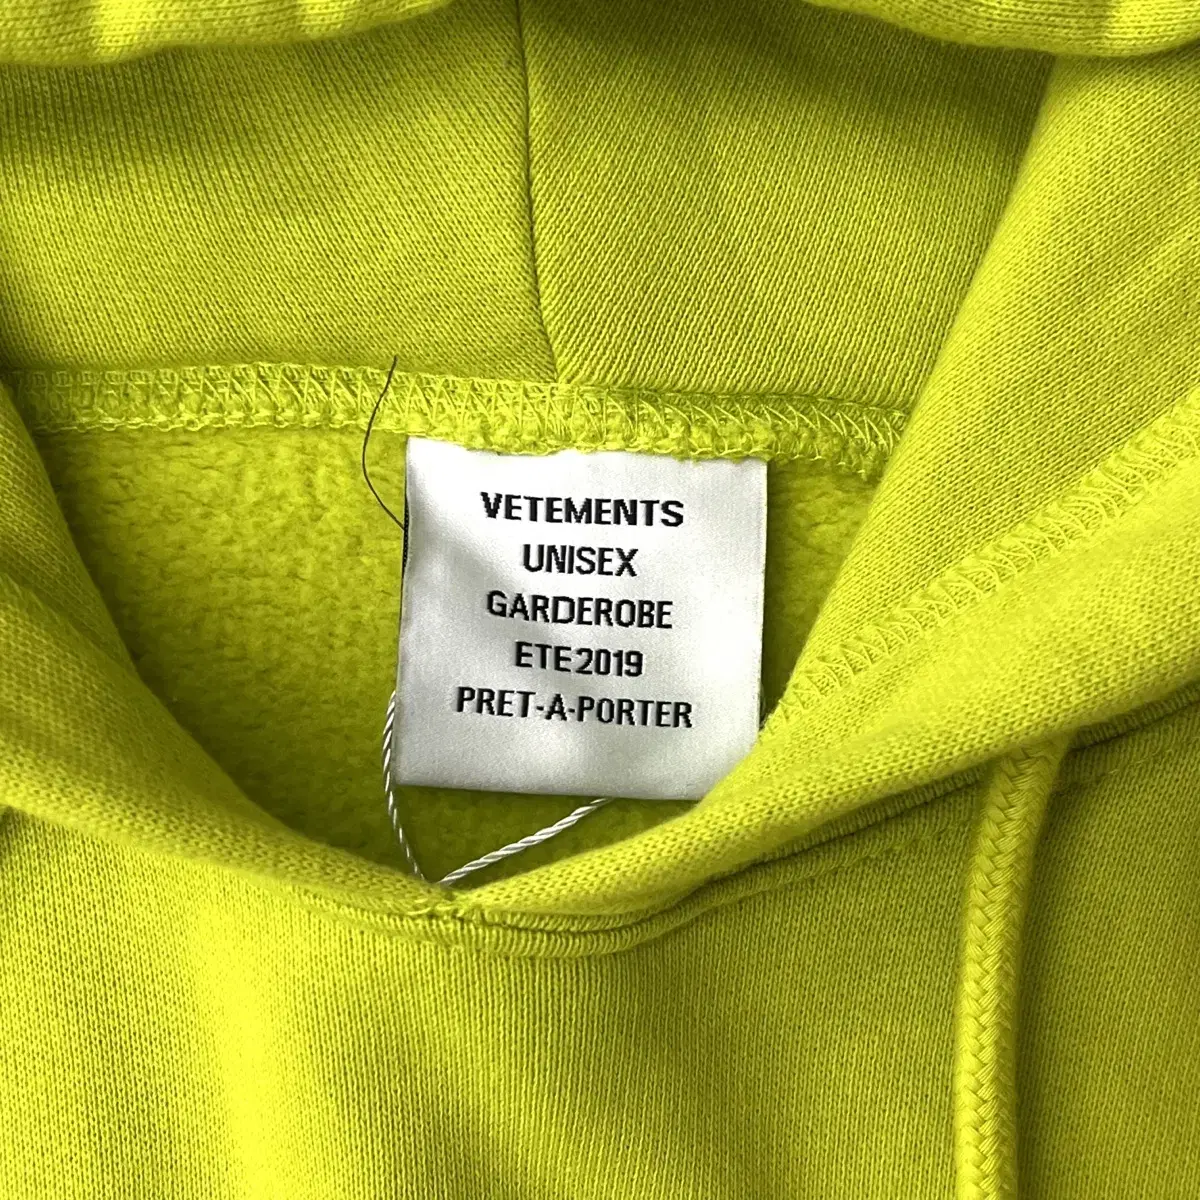 VETEMENTS
UNISEX
GARDEROBE
ETE2019
PRET-A-PORTER